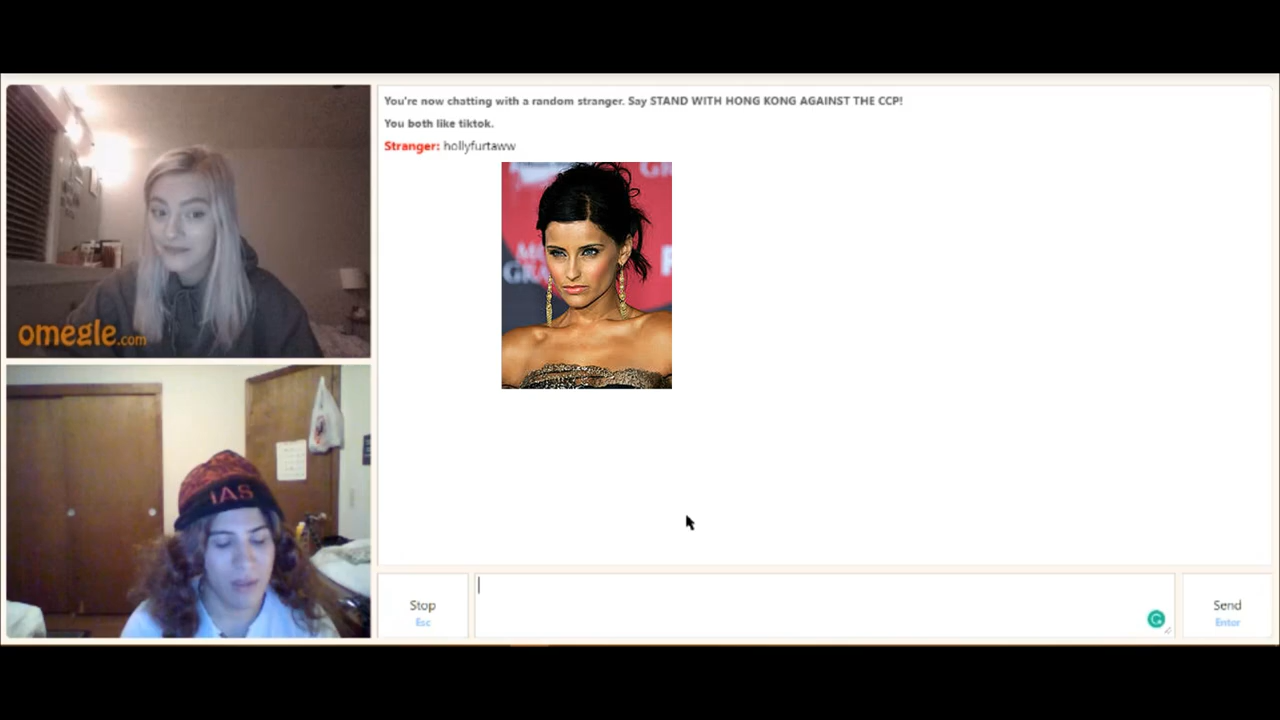 You're now chatting with a random stranger. Say STAND WITH HONG KONG AGAINST THE CCP!
You both like tiktok.
Stranger: hollyfurtaww
omegle.com
IAS
Stop
Esc
Send
Enter